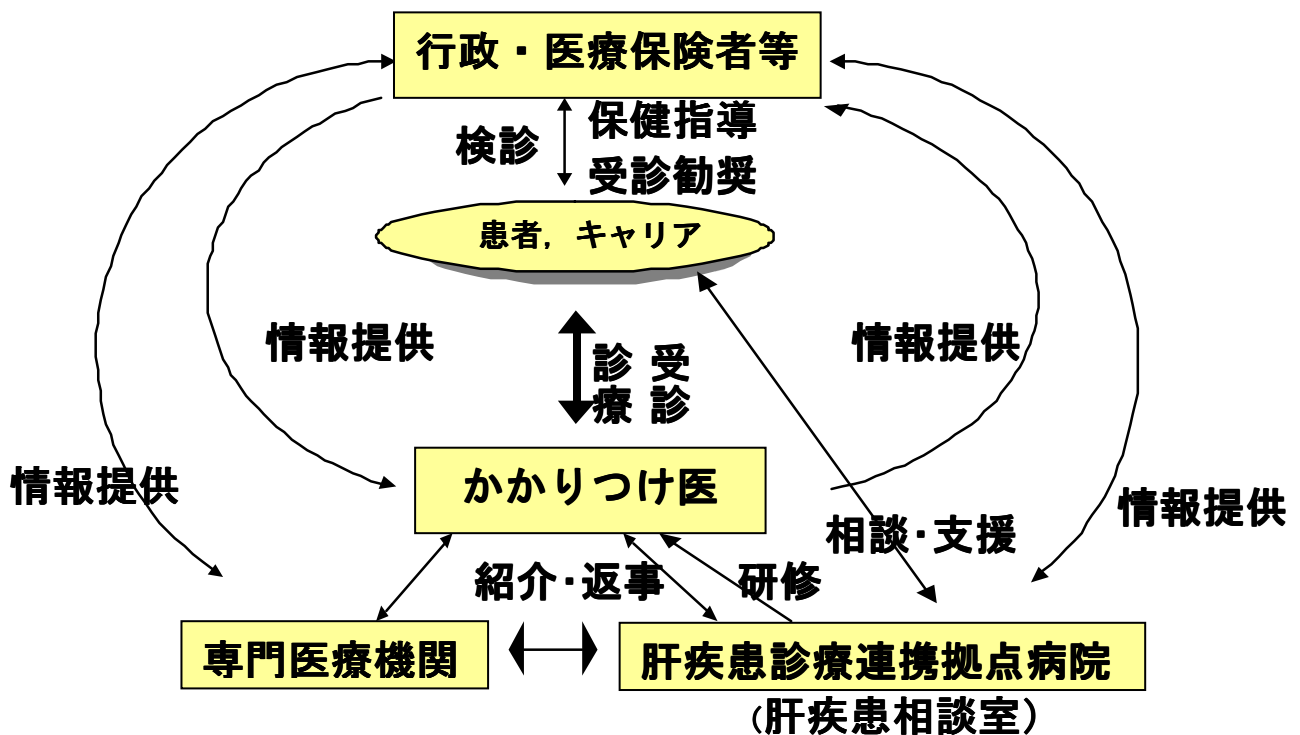 行政・医療保険者等
検診
保健指導
受診勧奨
患者，キャリア
情報提供
診療
受診
情報提供
情報提供
かかりつけ医
情報提供
相談・支援
紹介・返事
研修
専門医療機関
肝疾患診療連携拠点病院
（肝疾患相談室）